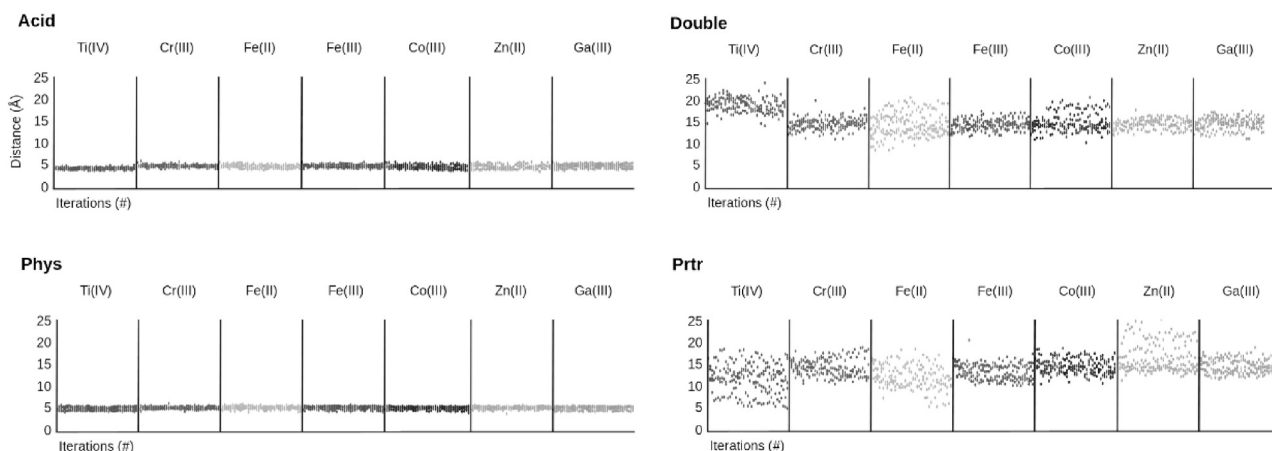 Acid
Ti(IV) Cr(III) Fe(II) Fe(III) Co(III) Zn(II) Ga(III)
Distance (Å)
25
20
15
10
5
0
Iterations (#)
Double
Ti(IV) Cr(III) Fe(II) Fe(III) Co(III) Zn(II) Ga(III)
25
20
15
10
5
0
Iterations (#)
Phys
Ti(IV) Cr(III) Fe(II) Fe(III) Co(III) Zn(II) Ga(III)
25
20
15
10
5
0
Iterations (#)
Prtr
Ti(IV) Cr(III) Fe(II) Fe(III) Co(III) Zn(II) Ga(III)
25
20
15
10
5
0
Iterations (#)